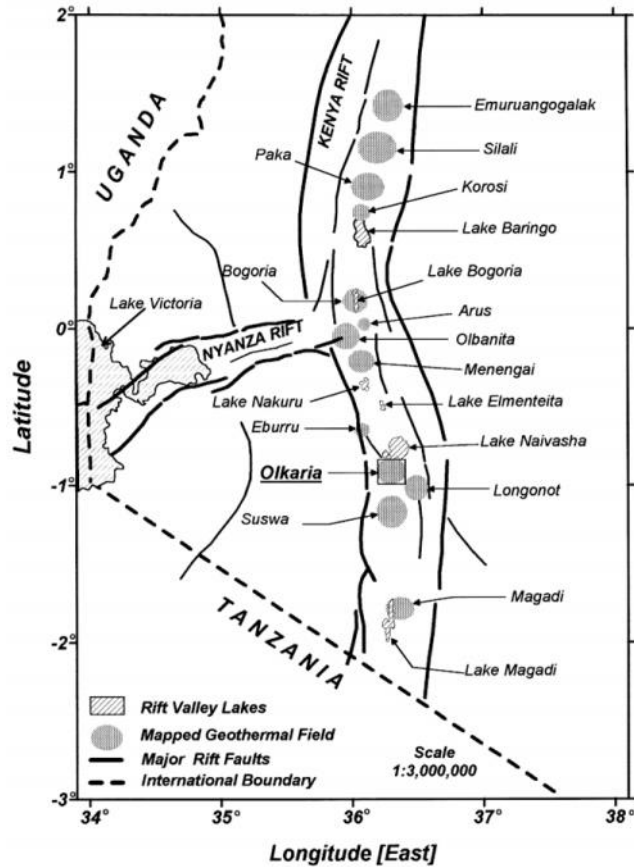 2°
1°
0°
-1°
-2°
-3°
Latitude
34°
35°
36°
37°
38°
Longitude [East]
UGANDA
KENYA RIFT
Emuruangogalak
Silali
Paka
Korosi
Lake Baringo
Bogoria
Lake Bogoria
Lake Victoria
Arus
NYANZA RIFT
Olbanita
Menengai
Lake Nakuru
Lake Elmenteita
Eburru
Lake Naivasha
Olkaria
Longonot
Suswa
Magadi
TANZANIA
Lake Magadi
Rift Valley Lakes
Mapped Geothermal Field
Major Rift Faults
International Boundary
Scale
1:3,000,000